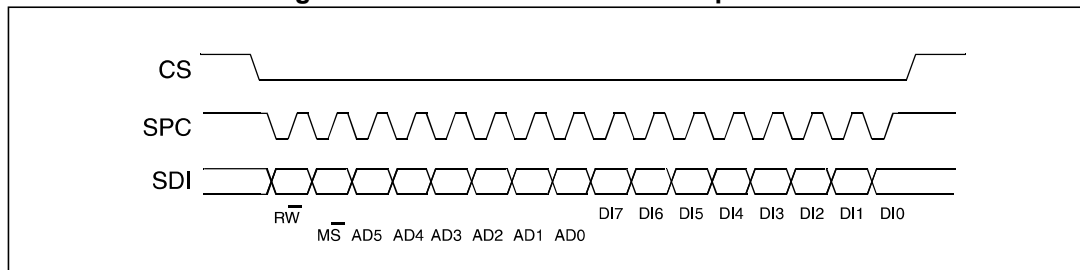 CS
SPC
SDI
RW̅
DI7 DI6 DI5 DI4 DI3 DI2 DI1 DI0
MS̅ AD5 AD4 AD3 AD2 AD1 AD0